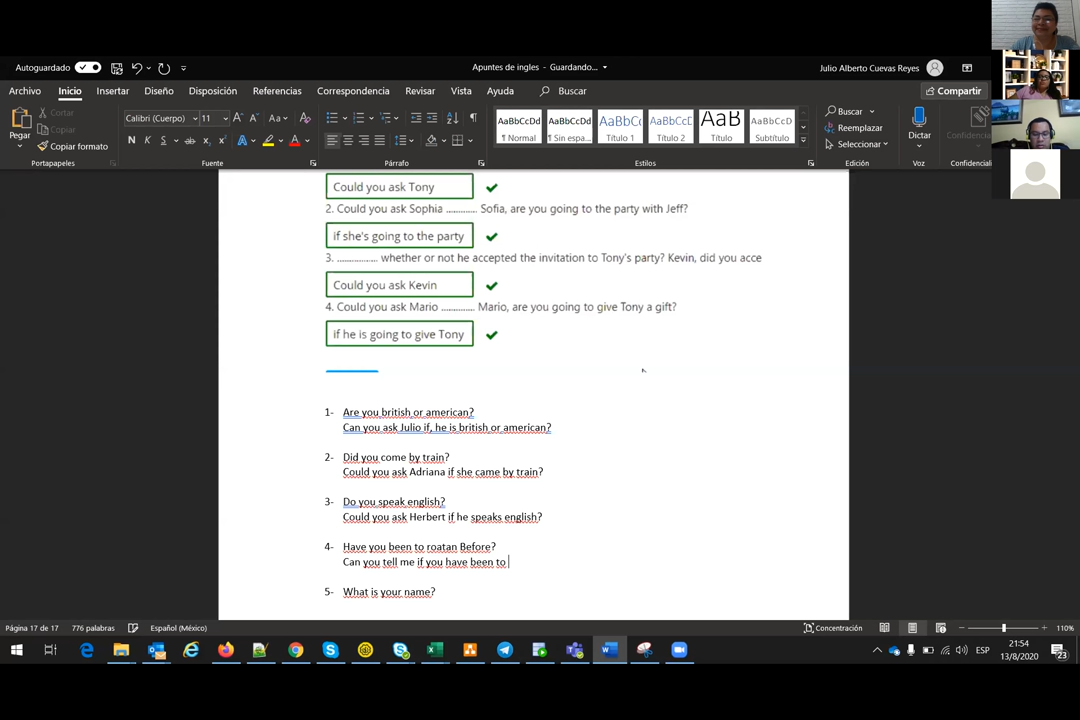 Autoguardado
Apuntes de ingles - Guardando...
Julio Alberto Cuevas Reyes
Archivo Inicio Insertar Diseño Disposición Referencias Correspondencia Revisar Vista Ayuda Buscar
Compartir
Pegar
Cortar
Copiar
Copiar formato
Portapapeles
Calibri (Cuerpo) 11
N K S
Fuente
Párrafo
AaBbCcDd
¶ Normal
AaBbCcDd
¶ Sin espa...
AaBbCc
Título 1
AaBbCcD
Título 2
AaB
Título
AaBbCcD
Subtítulo
Estilos
Buscar
Reemplazar
Seleccionar
Edición
Dictar
Voz
Confidencial
Could you ask Tony
2. Could you ask Sophia ............. Sofia, are you going to the party with Jeff?
if she's going to the party
3. ................ whether or not he accepted the invitation to Tony's party? Kevin, did you acce
Could you ask Kevin
4. Could you ask Mario ............. Mario, are you going to give Tony a gift?
if he is going to give Tony
1- Are you british or american?
Can you ask Julio if, he is british or american?
2- Did you come by train?
Could you ask Adriana if she came by train?
3- Do you speak english?
Could you ask Herbert if he speaks english?
4- Have you been to roatan Before?
Can you tell me if you have been to
5- What is your name?
Página 17 de 17 776 palabras Español (México) Concentración 110%
ESP
21:54
13/8/2020
23